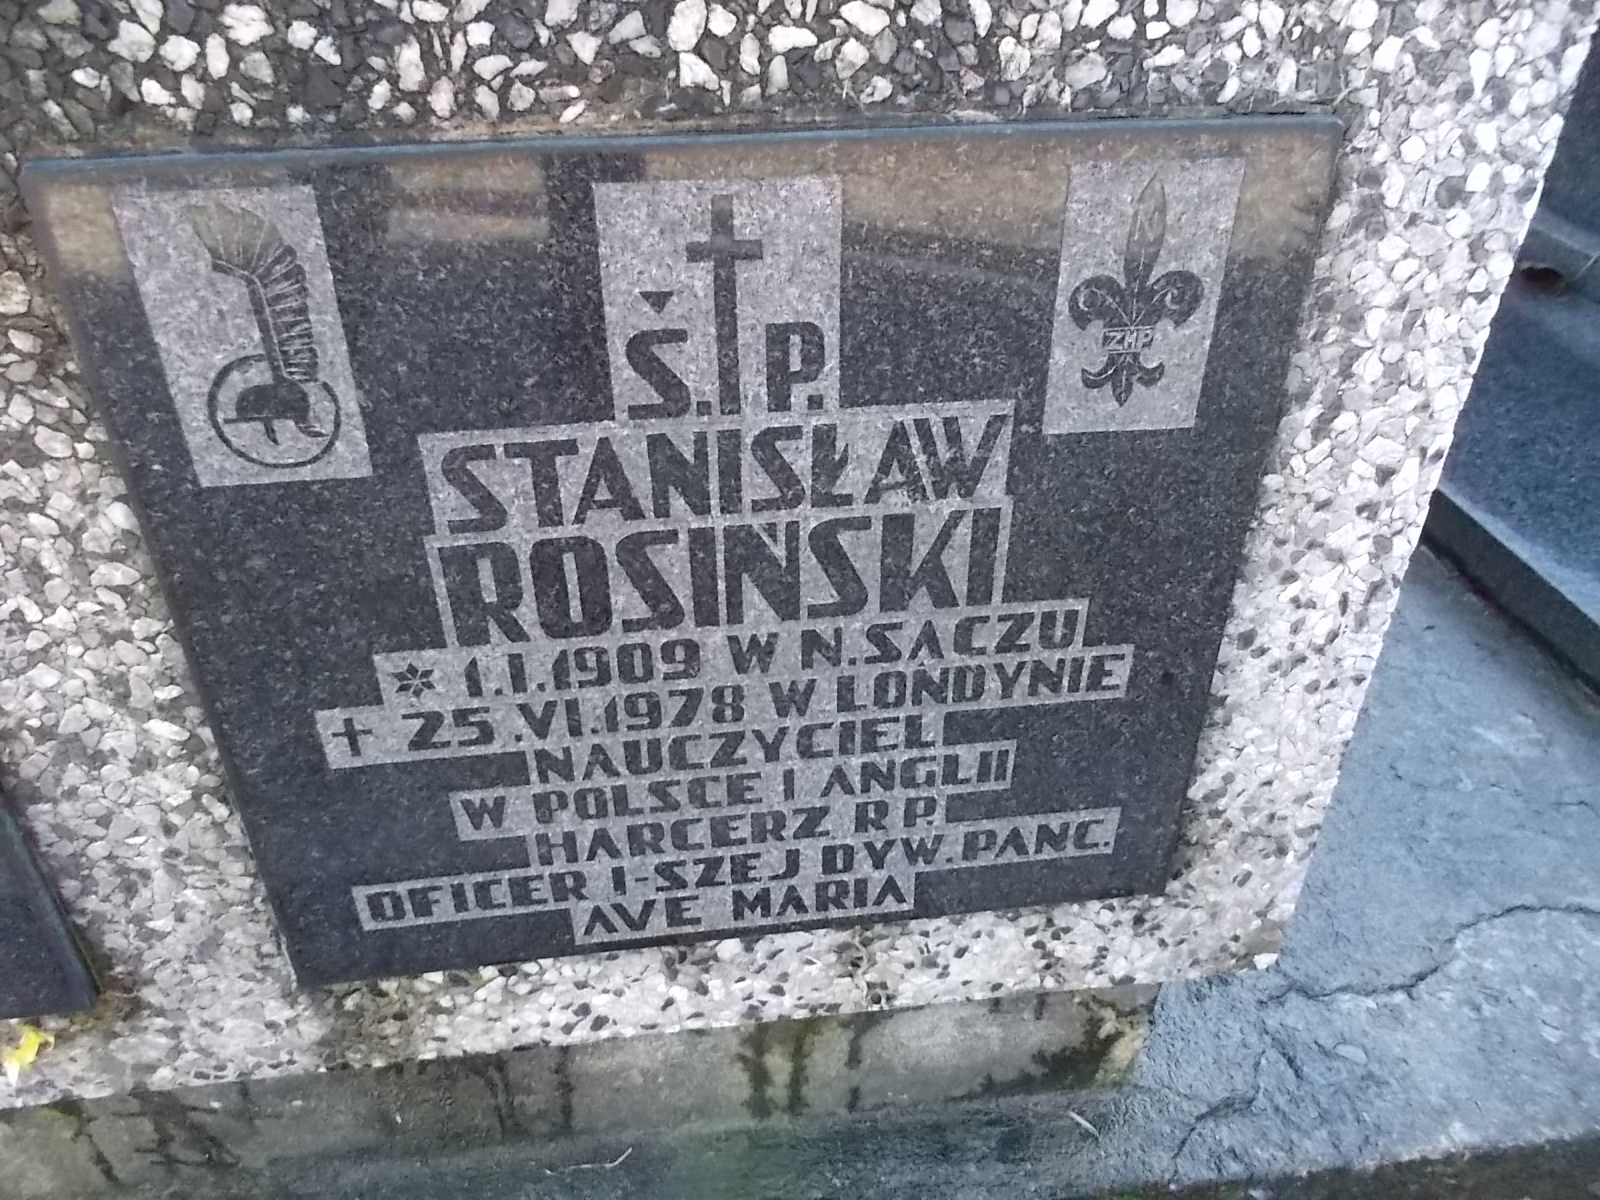 Ś. P.
ZHP
STANISŁAW
ROSIŃSKI
* 1.I.1909 W N.SĄCZU
+ 25.VI.1978 W LONDYNIE
NAUCZYCIEL
W POLSCE I ANGLII
HARCERZ R P.
OFICER I-SZEJ DYW. PANC.
AVE MARIA